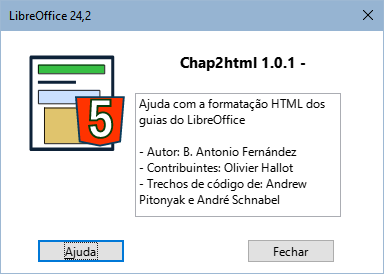 LibreOffice 24,2
Chap2html 1.0.1 -
Ajuda com a formatação HTML dos
guias do LibreOffice
- Autor: B. Antonio Fernández
- Contribuintes: Olivier Hallot
- Trechos de código de: Andrew
Pitonyak e André Schnabel
5
Ajuda
Fechar